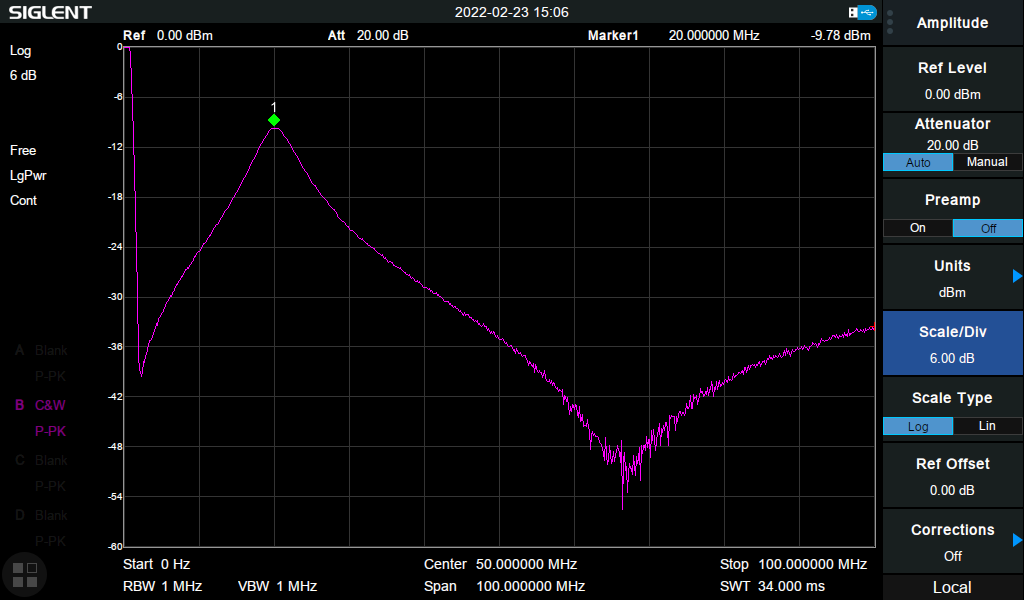 SIGLENT 2022-02-23 15:06 Amplitude
Ref 0.00 dBm Att 20.00 dB Marker1 20.000000 MHz -9.78 dBm
Log
6 dB
Free
LgPwr
Cont
A Blank
P-PK
B C&W
P-PK
C Blank
P-PK
D Blank
P-PK
0
-6
-12
-18
-24
-30
-36
-42
-48
-54
-60
1
Start 0 Hz Center 50.000000 MHz Stop 100.000000 MHz
RBW 1 MHz VBW 1 MHz Span 100.000000 MHz SWT 34.000 ms
Ref Level
0.00 dBm
Attenuator
20.00 dB
Auto Manual
Preamp
On Off
Units
dBm
Scale/Div
6.00 dB
Scale Type
Log Lin
Ref Offset
0.00 dB
Corrections
Off
Local